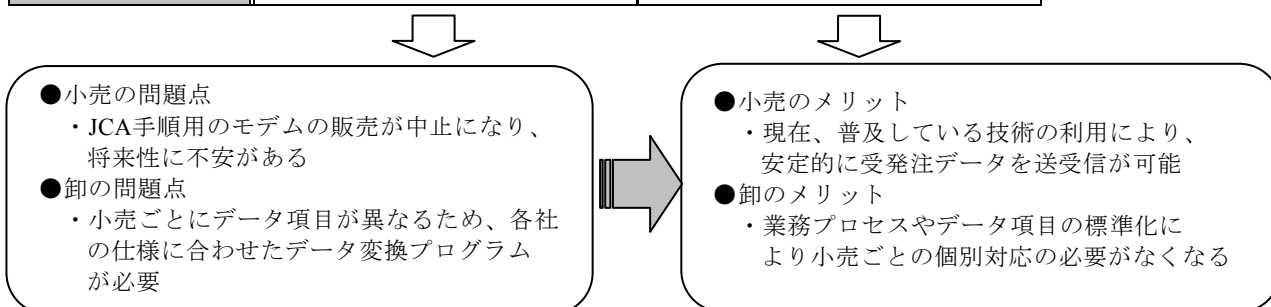 ●小売の問題点
・JCA手順用のモデムの販売が中止になり、
将来性に不安がある
●卸の問題点
・小売ごとにデータ項目が異なるため、各社
の仕様に合わせたデータ変換プログラム
が必要
●小売のメリット
・現在、普及している技術の利用により、
安定的に受発注データを送受信が可能
●卸のメリット
・業務プロセスやデータ項目の標準化に
より小売ごとの個別対応の必要がなくなる